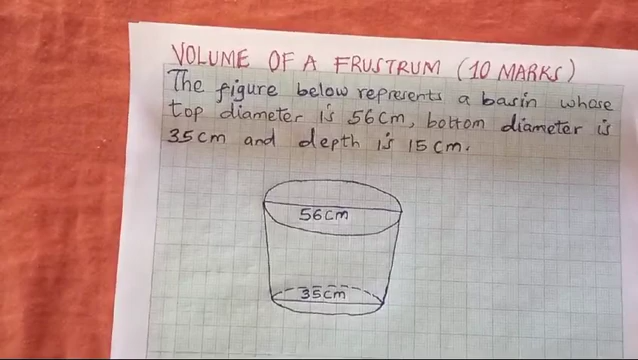 VOLUME OF A FRUSTRUM (10 MARKS)
The figure below represents a basin whose
top diameter is 56cm, bottom diameter is
35cm and depth is 15cm.
56cm
35cm